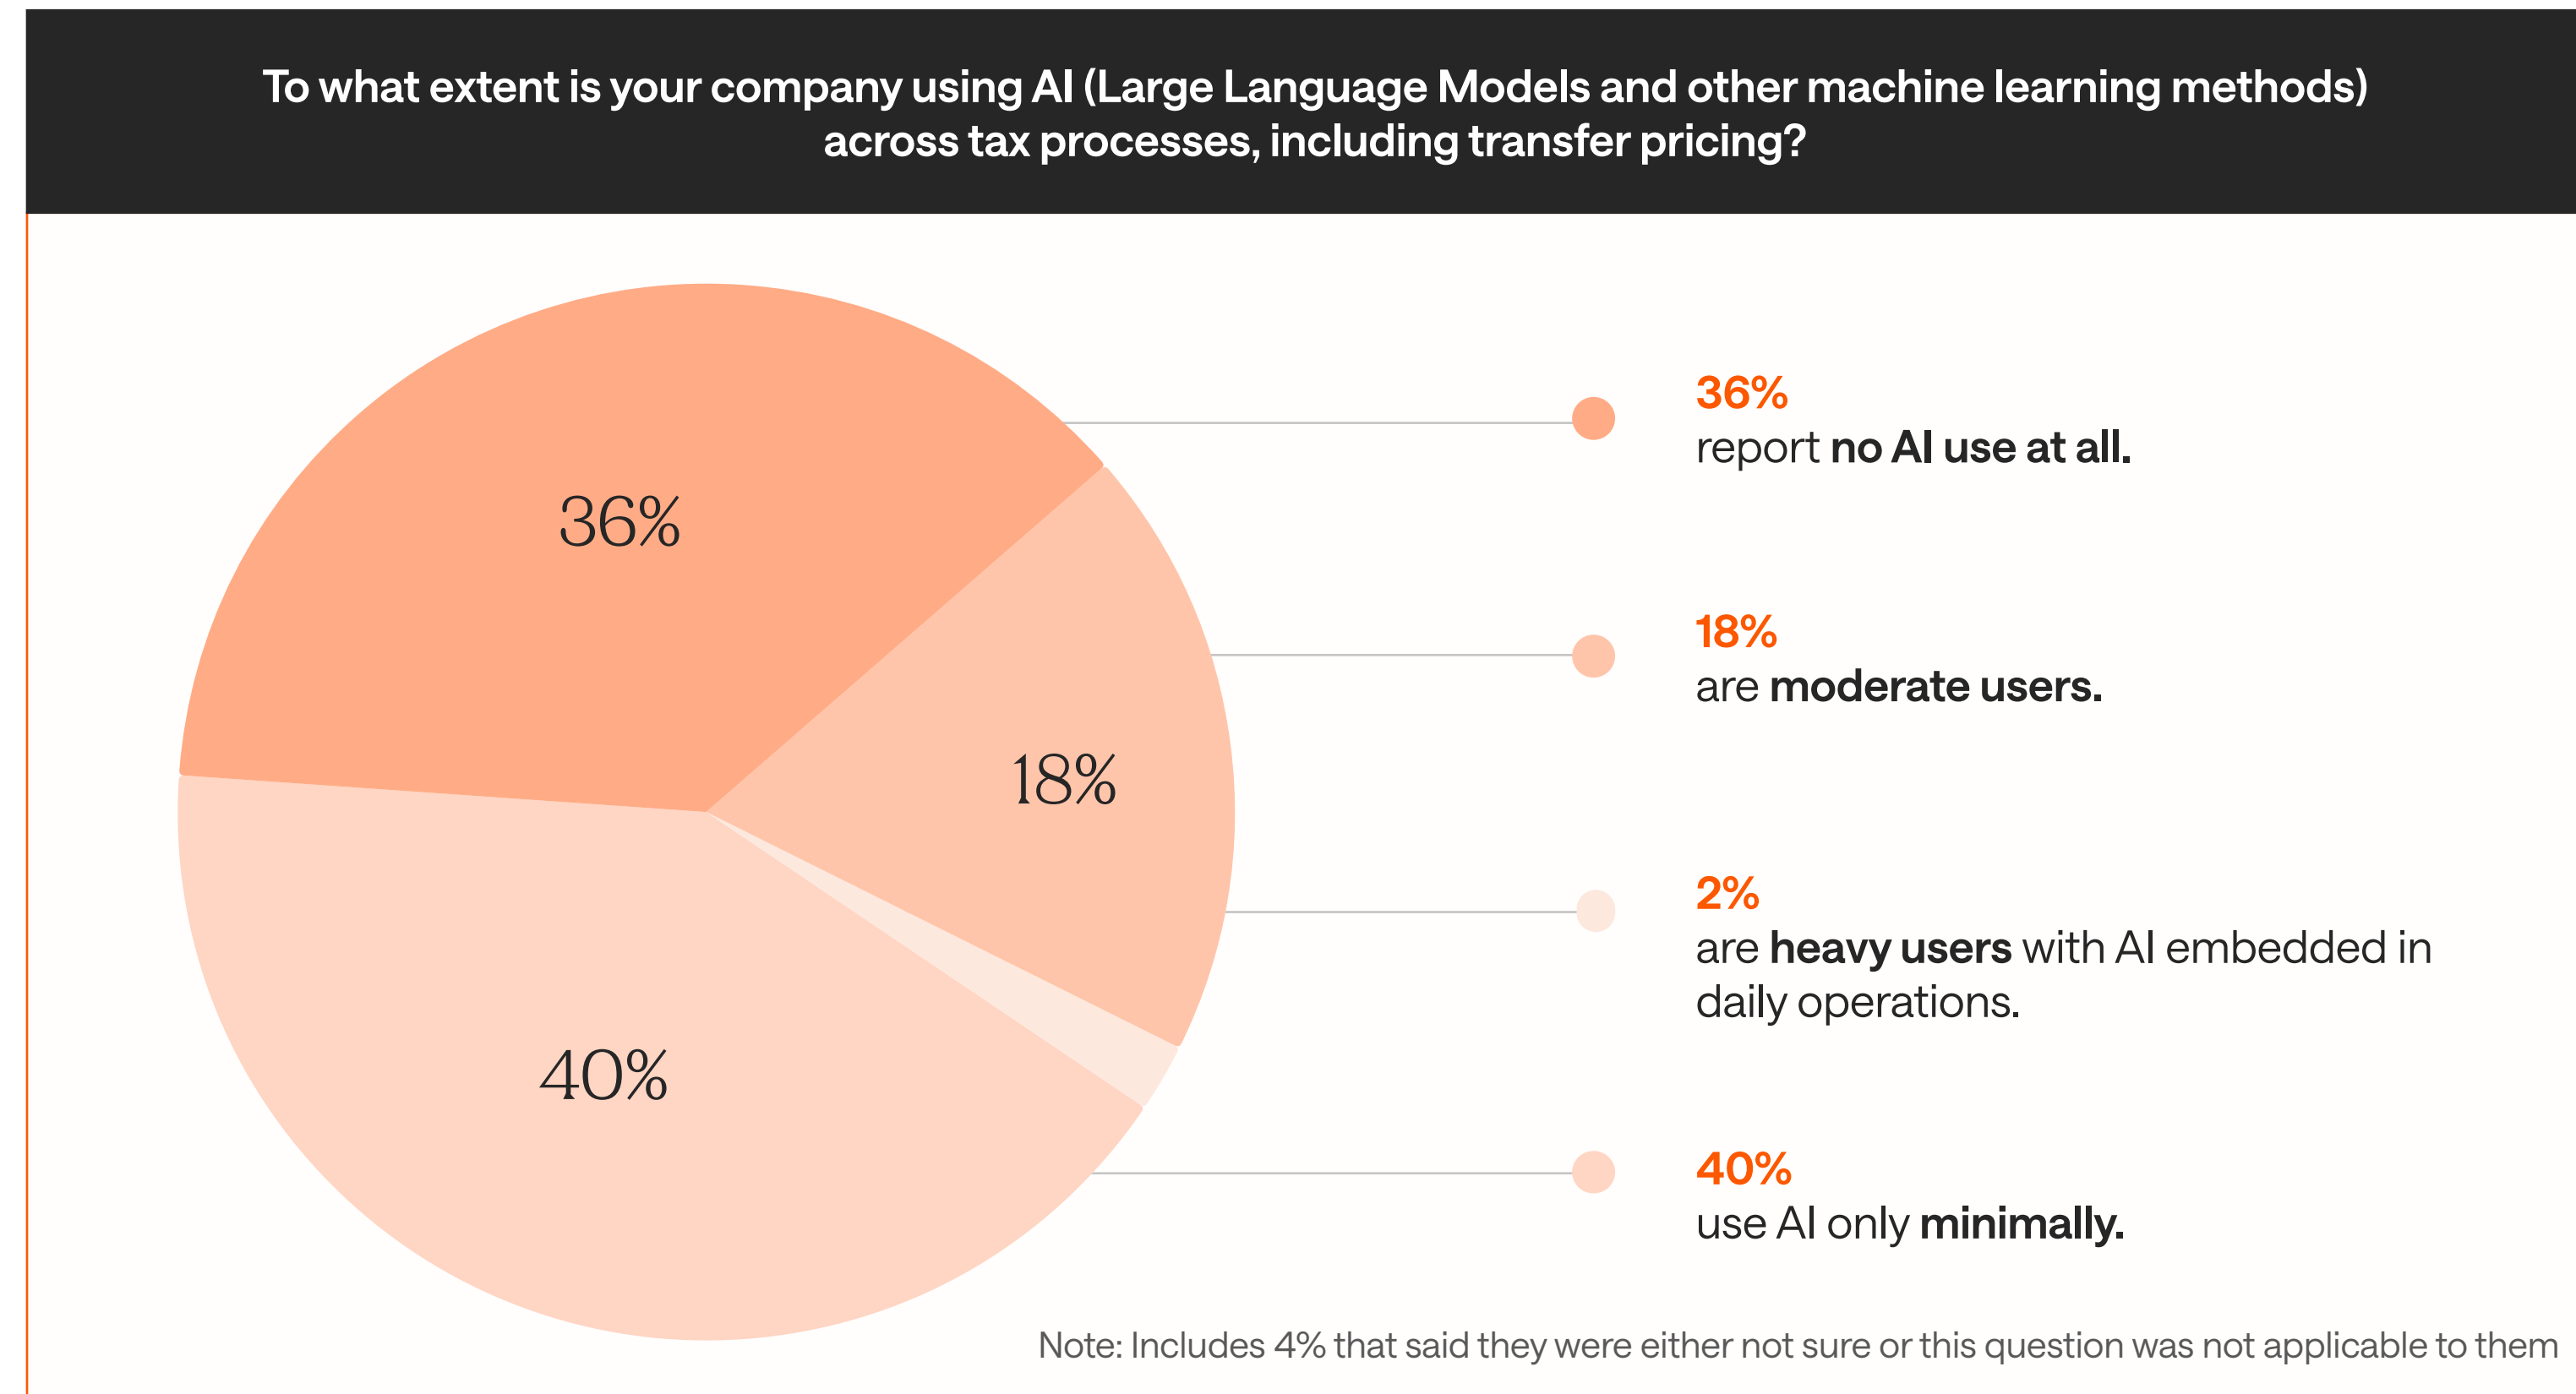 To what extent is your company using AI (Large Language Models and other machine learning methods)
across tax processes, including transfer pricing?
36%
18%
40%
36%
report no AI use at all.
18%
are moderate users.
2%
are heavy users with AI embedded in
daily operations.
40%
use AI only minimally.
Note: Includes 4% that said they were either not sure or this question was not applicable to them